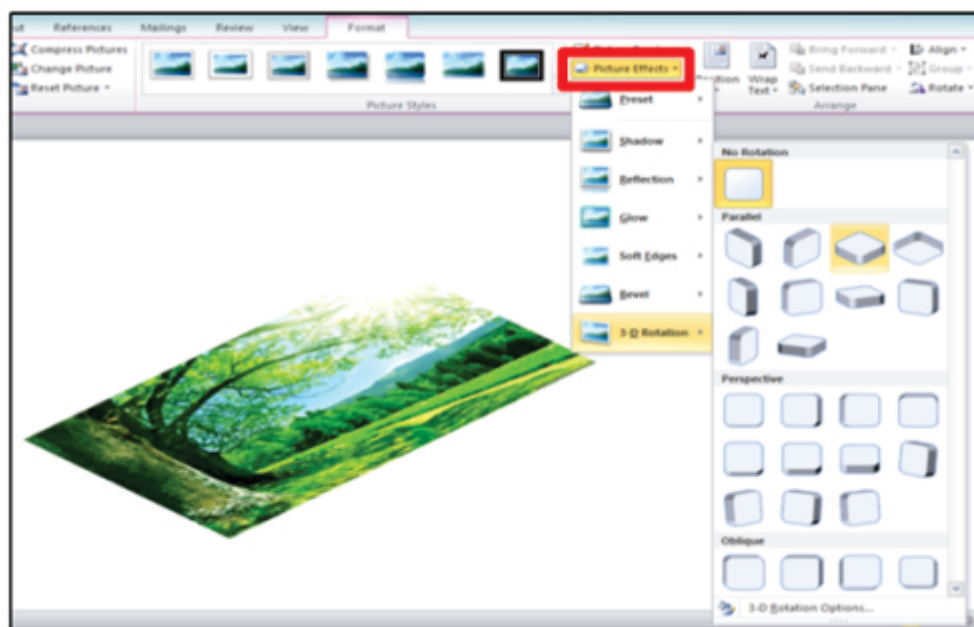 References Mailings Review View Format
Compress Pictures
Change Picture
Reset Picture
Picture Effects
Wrap
Text
Bring Forward
Send Backward
Selection Pane
Align
Group
Rotate
Picture Styles
Arrange
Preset
Shadow
Reflection
Glow
Soft Edges
Bevel
3-D Rotation
No Rotation
Parallel
Perspective
Oblique
3-D Rotation Options...